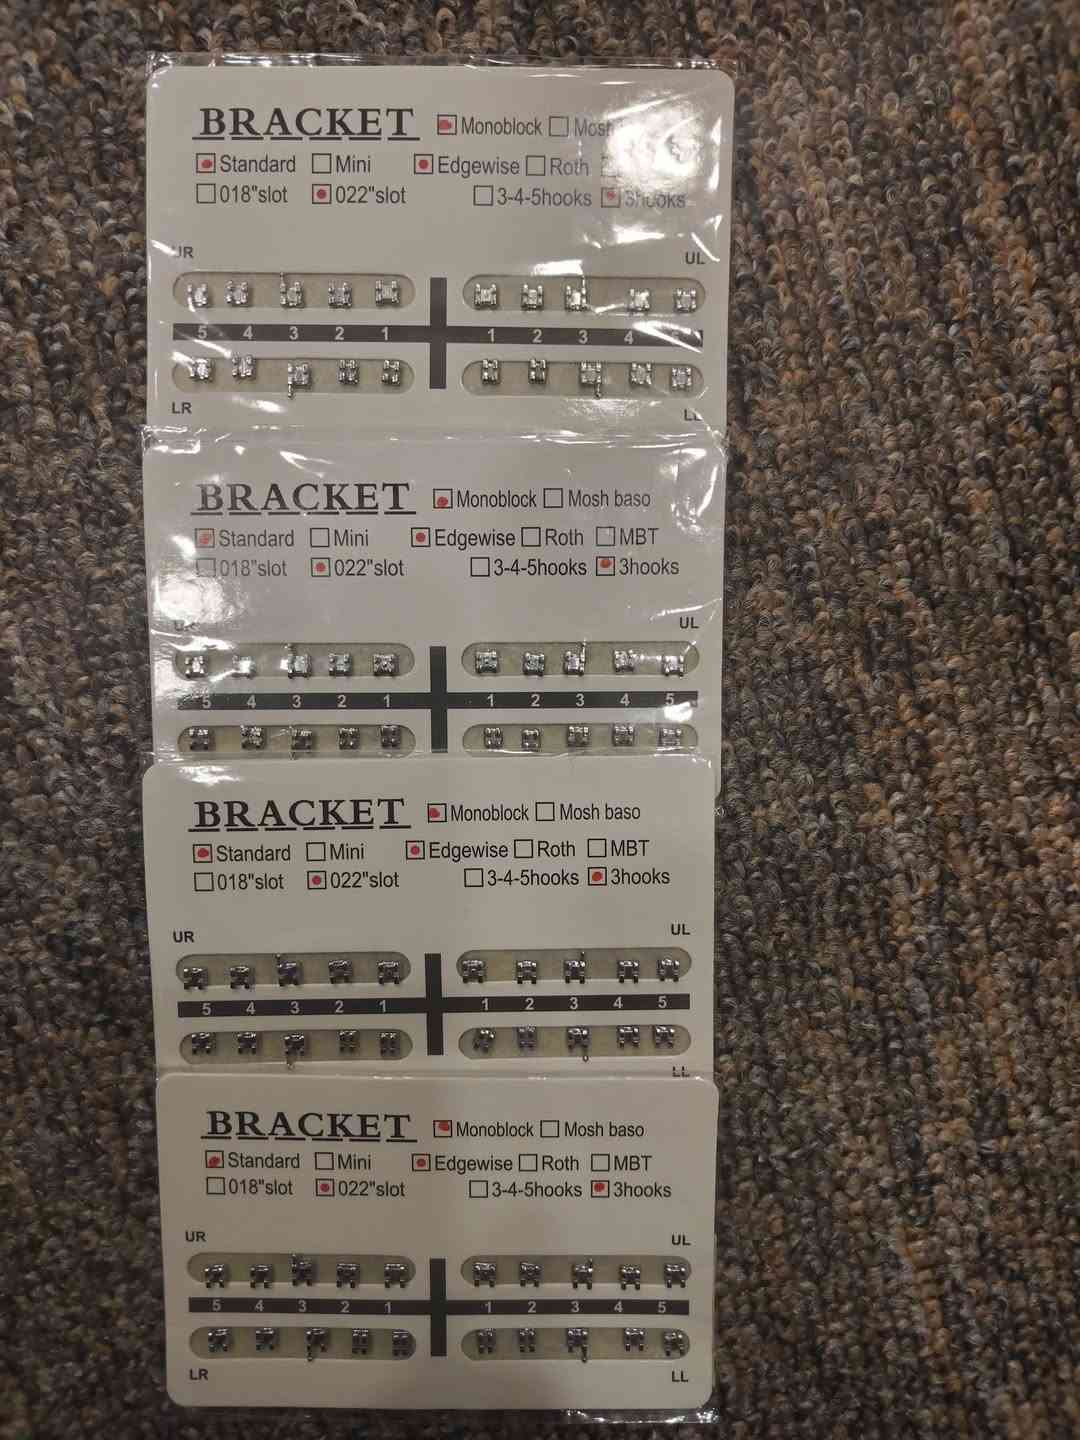 BRACKET Monoblock
Standard Mini Edgewise Roth
018"slot 022"slot 3-4-5hooks 3hooks
UR UL
5 4 3 2 1 1 2 3 4
LR LL
BRACKET Monoblock Mosh baso
Standard Mini Edgewise Roth MBT
018"slot 022"slot 3-4-5hooks 3hooks
UL
5 4 3 2 1 1 2 3 4 5
BRACKET Monoblock Mosh baso
Standard Mini Edgewise Roth MBT
018"slot 022"slot 3-4-5hooks 3hooks
UR UL
5 4 3 2 1 1 2 3 4 5
LL
BRACKET Monoblock Mosh baso
Standard Mini Edgewise Roth MBT
018"slot 022"slot 3-4-5hooks 3hooks
UR UL
5 4 3 2 1 1 2 3 4 5
LR LL